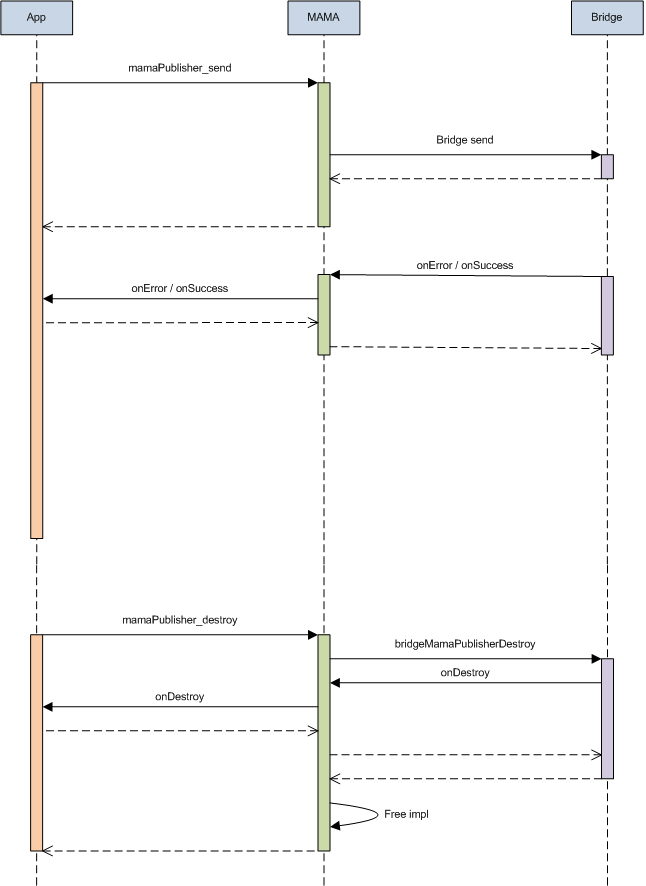 App
MAMA
Bridge
mamaPublisher_send
Bridge send
onError / onSuccess
onError / onSuccess
mamaPublisher_destroy
bridgeMamaPublisherDestroy
onDestroy
onDestroy
Free impl